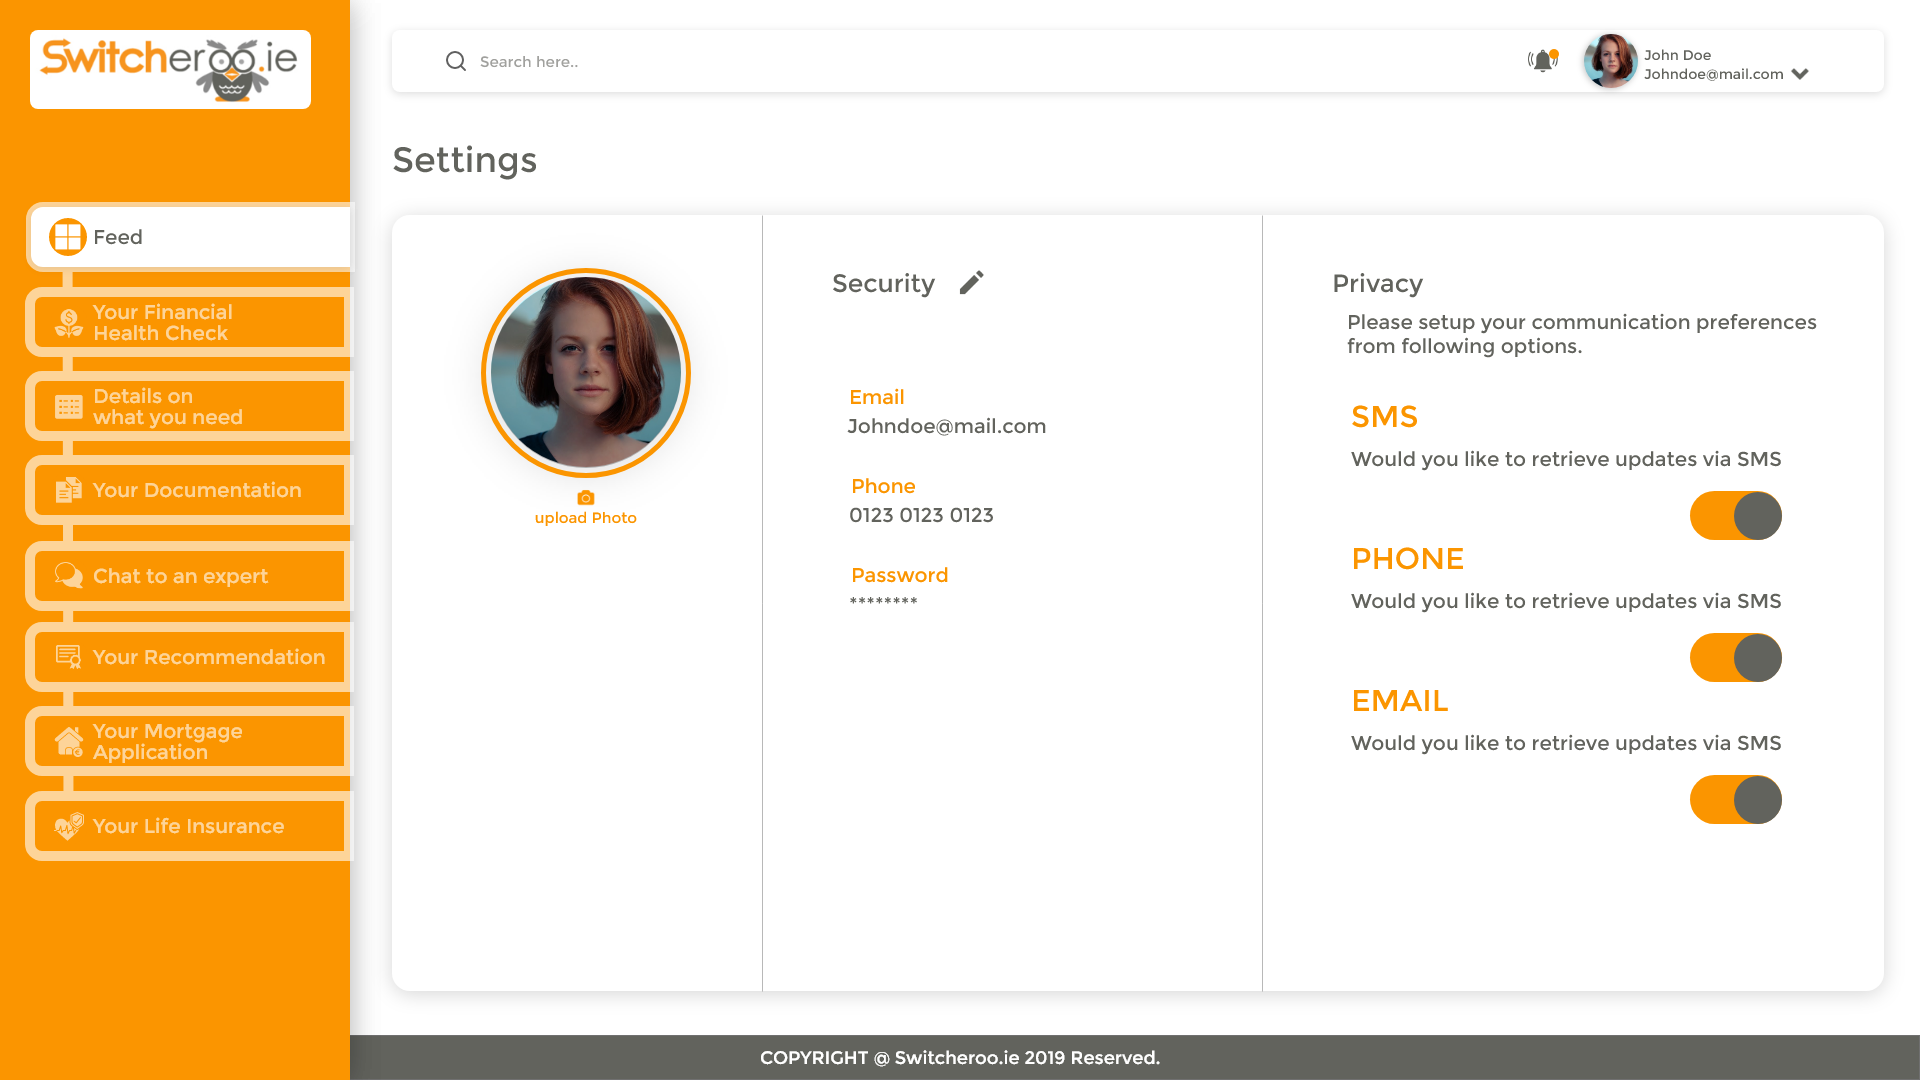 Switcheroo.ie
Search here..
John Doe
Johndoe@mail.com
Settings
Feed
Your Financial
Health Check
Details on
what you need
Your Documentation
Chat to an expert
Your Recommendation
Your Mortgage
Application
Your Life Insurance
upload Photo
Security
Email
Johndoe@mail.com
Phone
0123 0123 0123
Password
********
Privacy
Please setup your communication preferences
from following options.
SMS
Would you like to retrieve updates via SMS
PHONE
Would you like to retrieve updates via SMS
EMAIL
Would you like to retrieve updates via SMS
COPYRIGHT @ Switcheroo.ie 2019 Reserved.